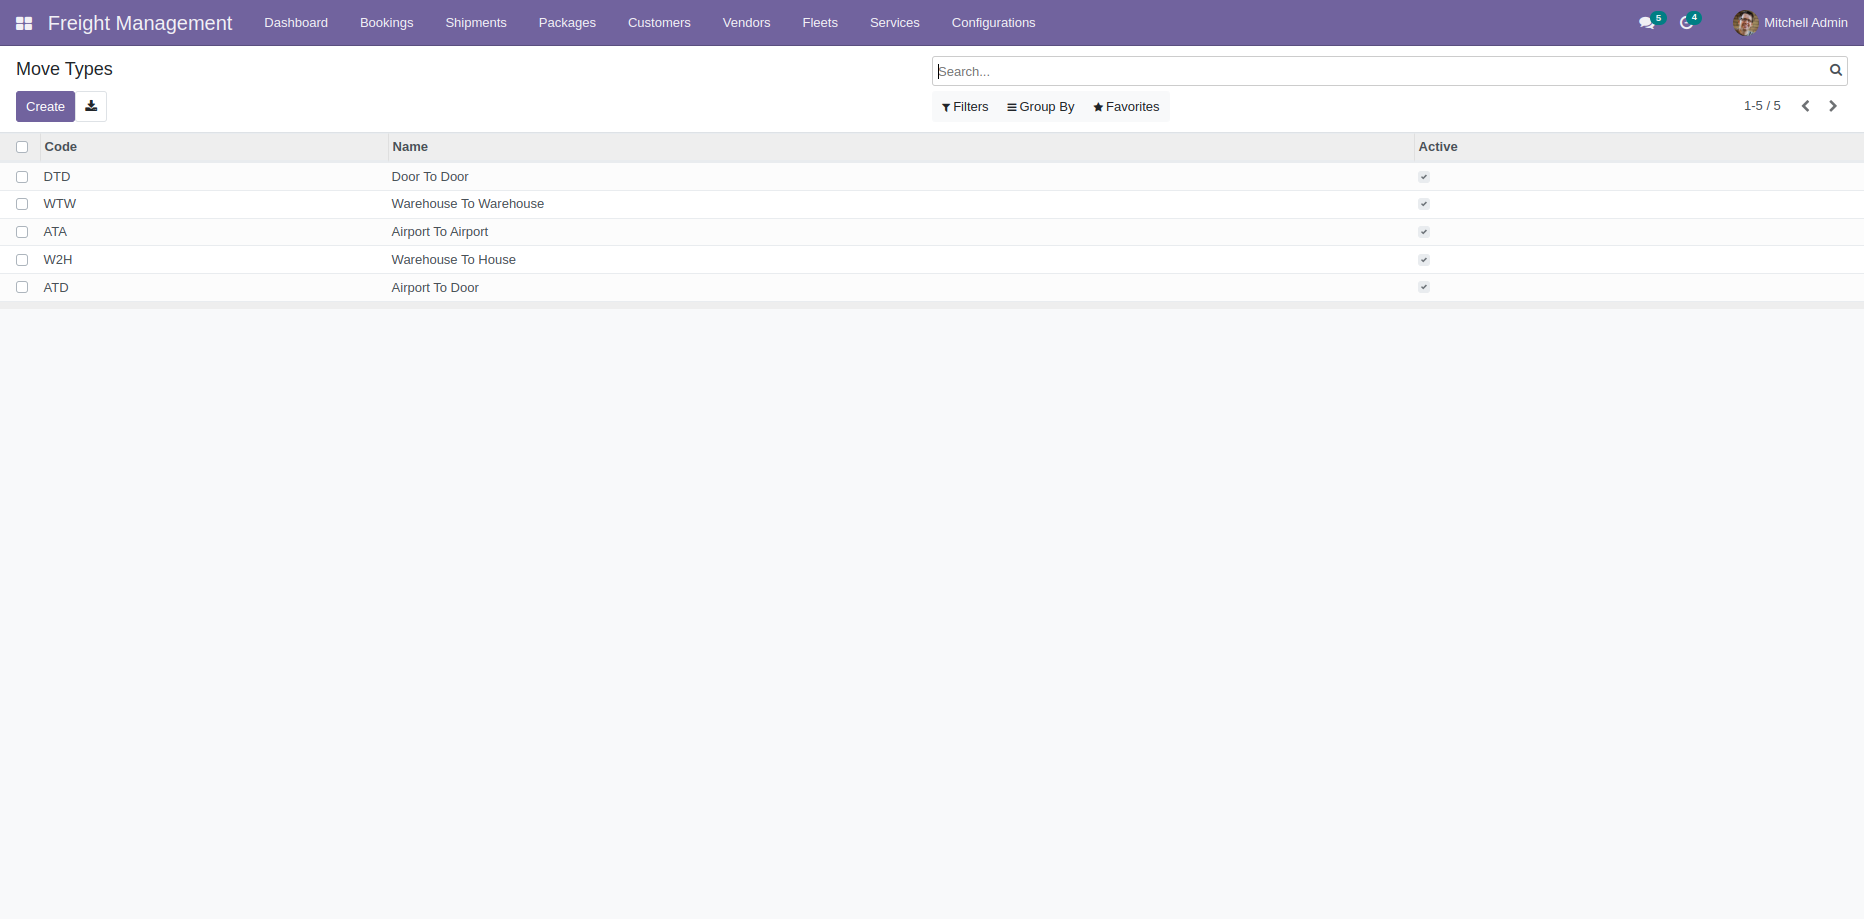 Freight Management Dashboard Bookings Shipments Packages Customers Vendors Fleets Services Configurations 5 4 Mitchell Admin
Move Types
Search...
Create Filters Group By Favorites 1-5 / 5
Code Name Active
DTD Door To Door
WTW Warehouse To Warehouse
ATA Airport To Airport
W2H Warehouse To House
ATD Airport To Door